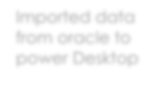 Imported data
from oracle to
power Desktop